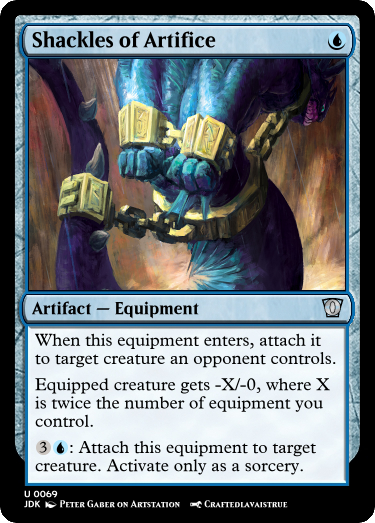 Shackles of Artifice
Artifact — Equipment
When this equipment enters, attach it
to target creature an opponent controls.
Equipped creature gets -X/-0, where X
is twice the number of equipment you
control.
3: Attach this equipment to target
creature. Activate only as a sorcery.
U 0069
JDK Peter Gaber on Artstation Craftedlavaistrue